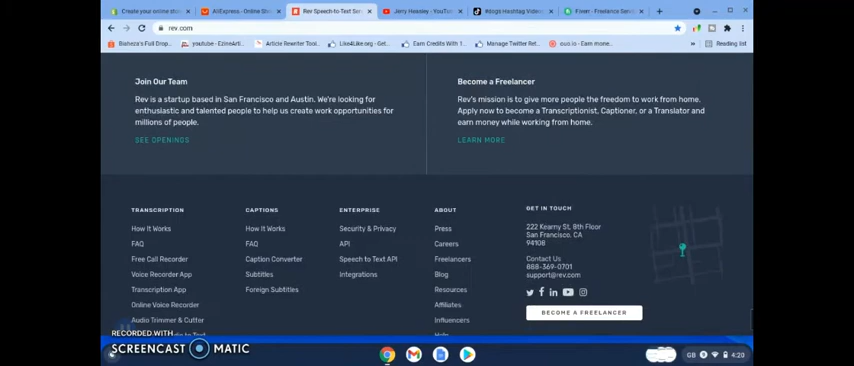 Create your online sho
AliExpress - Online Sh
Rev Speech-to-Text Serv
Jerry Heasley - YouTub
#dogs Hashtag Videos
Fiverr - Freelance Serv
rev.com
Bisheza's Full Drop...
youtube - EzineArti...
Article Rewriter Tool...
Like4Like.org - Get...
Earn Credits With 1...
Manage Twitter Ret...
ouo.io - Earn mone...
»
Reading list
Join Our Team
Rev is a startup based in San Francisco and Austin. We're looking for
enthusiastic and talented people to help us create work opportunities for
millions of people.
SEE OPENINGS
Become a Freelancer
Rev's mission is to give more people the freedom to work from home.
Apply now to become a Transcriptionist, Captioner, or a Translator and
earn money while working from home.
LEARN MORE
TRANSCRIPTION
How It Works
FAQ
Free Call Recorder
Voice Recorder App
Transcription App
Online Voice Recorder
Audio Trimmer & Cutter
CAPTIONS
How It Works
FAQ
Caption Converter
Subtitles
Foreign Subtitles
ENTERPRISE
Security & Privacy
API
Speech to Text API
Integrations
ABOUT
Press
Careers
Freelancers
Blog
Resources
Affiliates
Influencers
Help
GET IN TOUCH
222 Kearny St, 8th Floor
San Francisco, CA
94108
Contact Us
888-369-0701
support@rev.com
BECOME A FREELANCER
RECORDED WITH
SCREENCAST MATIC
GB
4:20